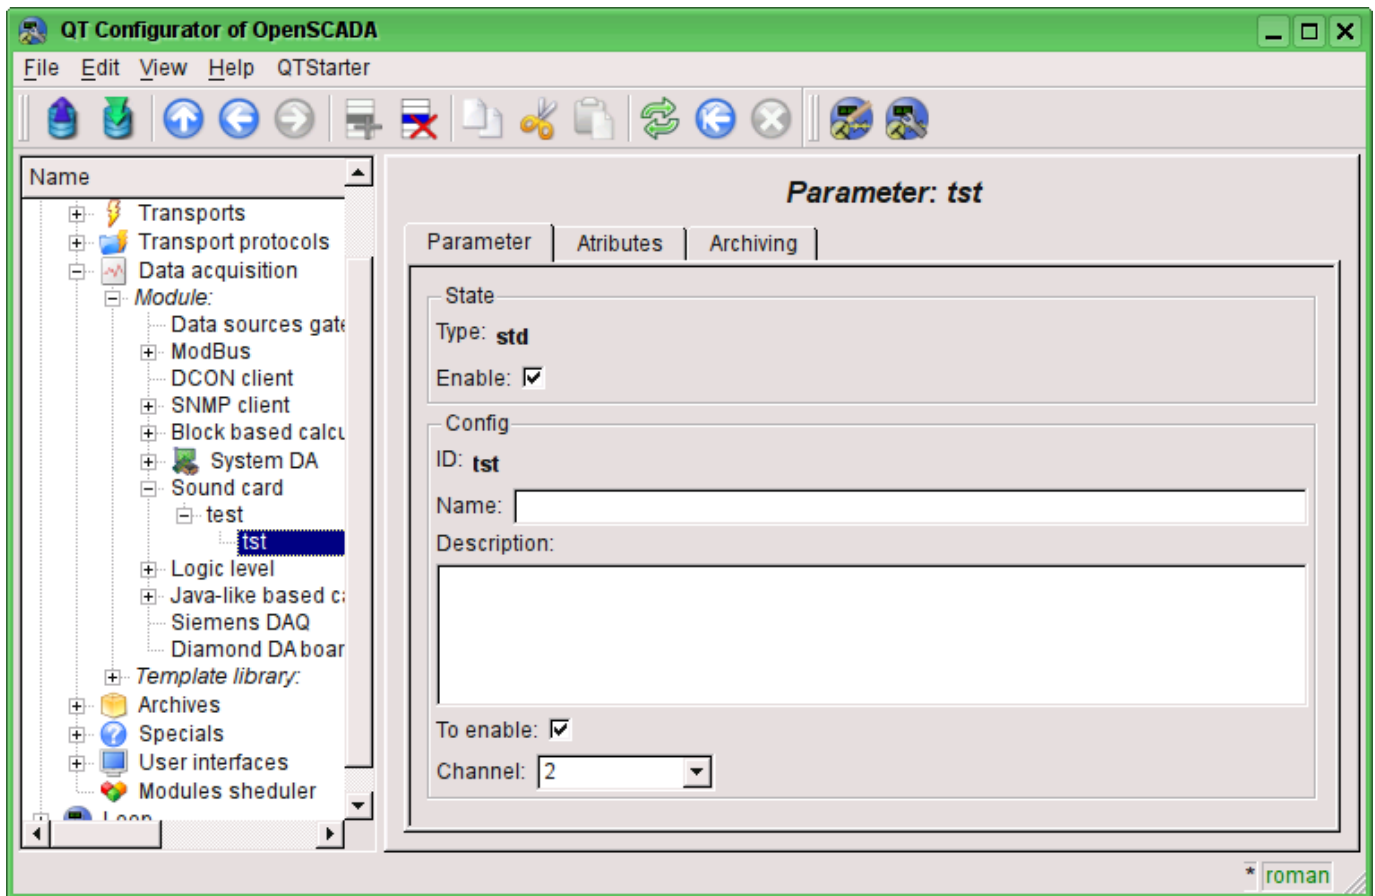 QT Configurator of OpenSCADA
File Edit View Help QTStarter
Name
Transports
Transport protocols
Data acquisition
Module:
Data sources gate
ModBus
DCON client
SNMP client
Block based calcu
System DA
Sound card
test
tst
Logic level
Java-like based ca
Siemens DAQ
Diamond DA boar
Template library:
Archives
Specials
User interfaces
Modules sheduler
Loop
Parameter: tst
Parameter Atributes Archiving
State
Type: std
Enable:
Config
ID: tst
Name:
Description:
To enable:
Channel: 2
* roman